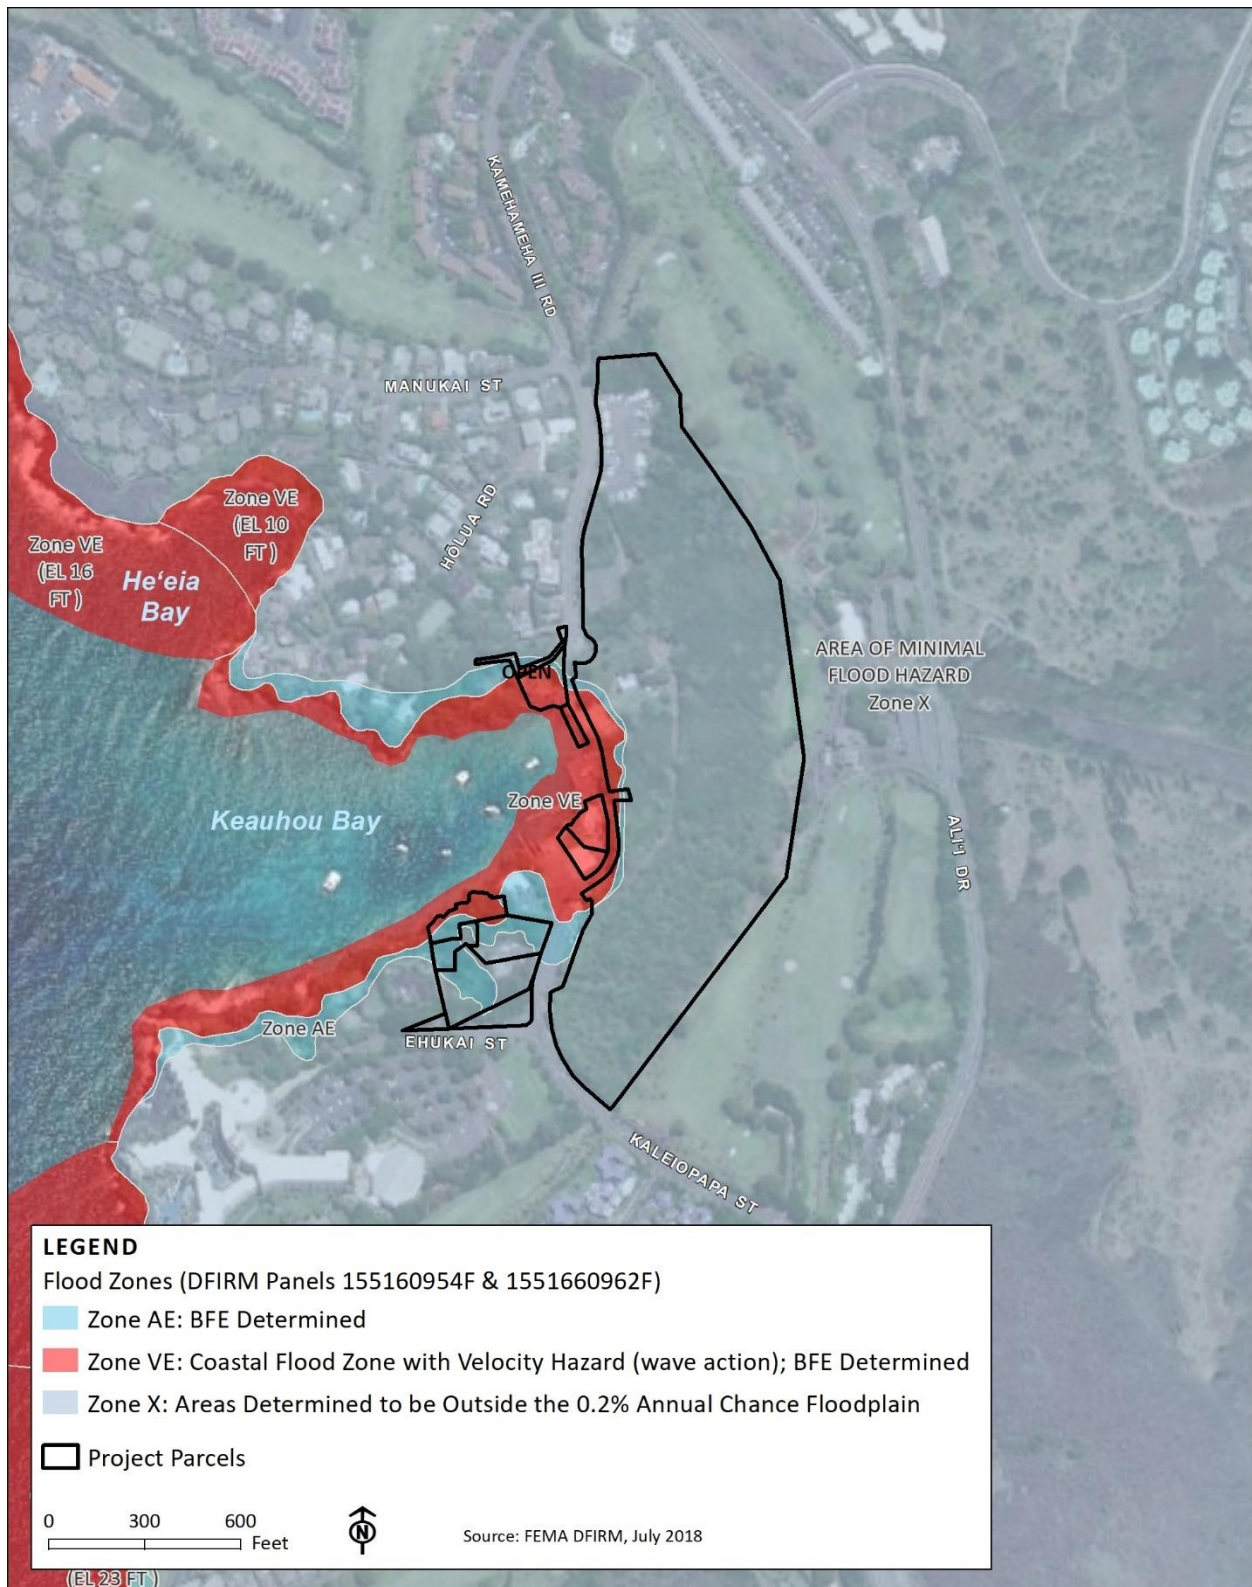 KAMEHAMEHA III RD
MANUKAI ST
HŌLUA RD
Zone VE
(EL 10
FT )
Zone VE
(EL 16
FT )
He‘eia
Bay
OPEN
AREA OF MINIMAL
FLOOD HAZARD
Zone X
Zone VE
Keauhou Bay
ALI‘I DR
Zone AE
EHUKAI ST
KALEIOPAPA ST
LEGEND
Flood Zones (DFIRM Panels 155160954F & 1551660962F)
Zone AE: BFE Determined
Zone VE: Coastal Flood Zone with Velocity Hazard (wave action); BFE Determined
Zone X: Areas Determined to be Outside the 0.2% Annual Chance Floodplain
Project Parcels
0 300 600
Feet
N
Source: FEMA DFIRM, July 2018
(EL 23 FT )